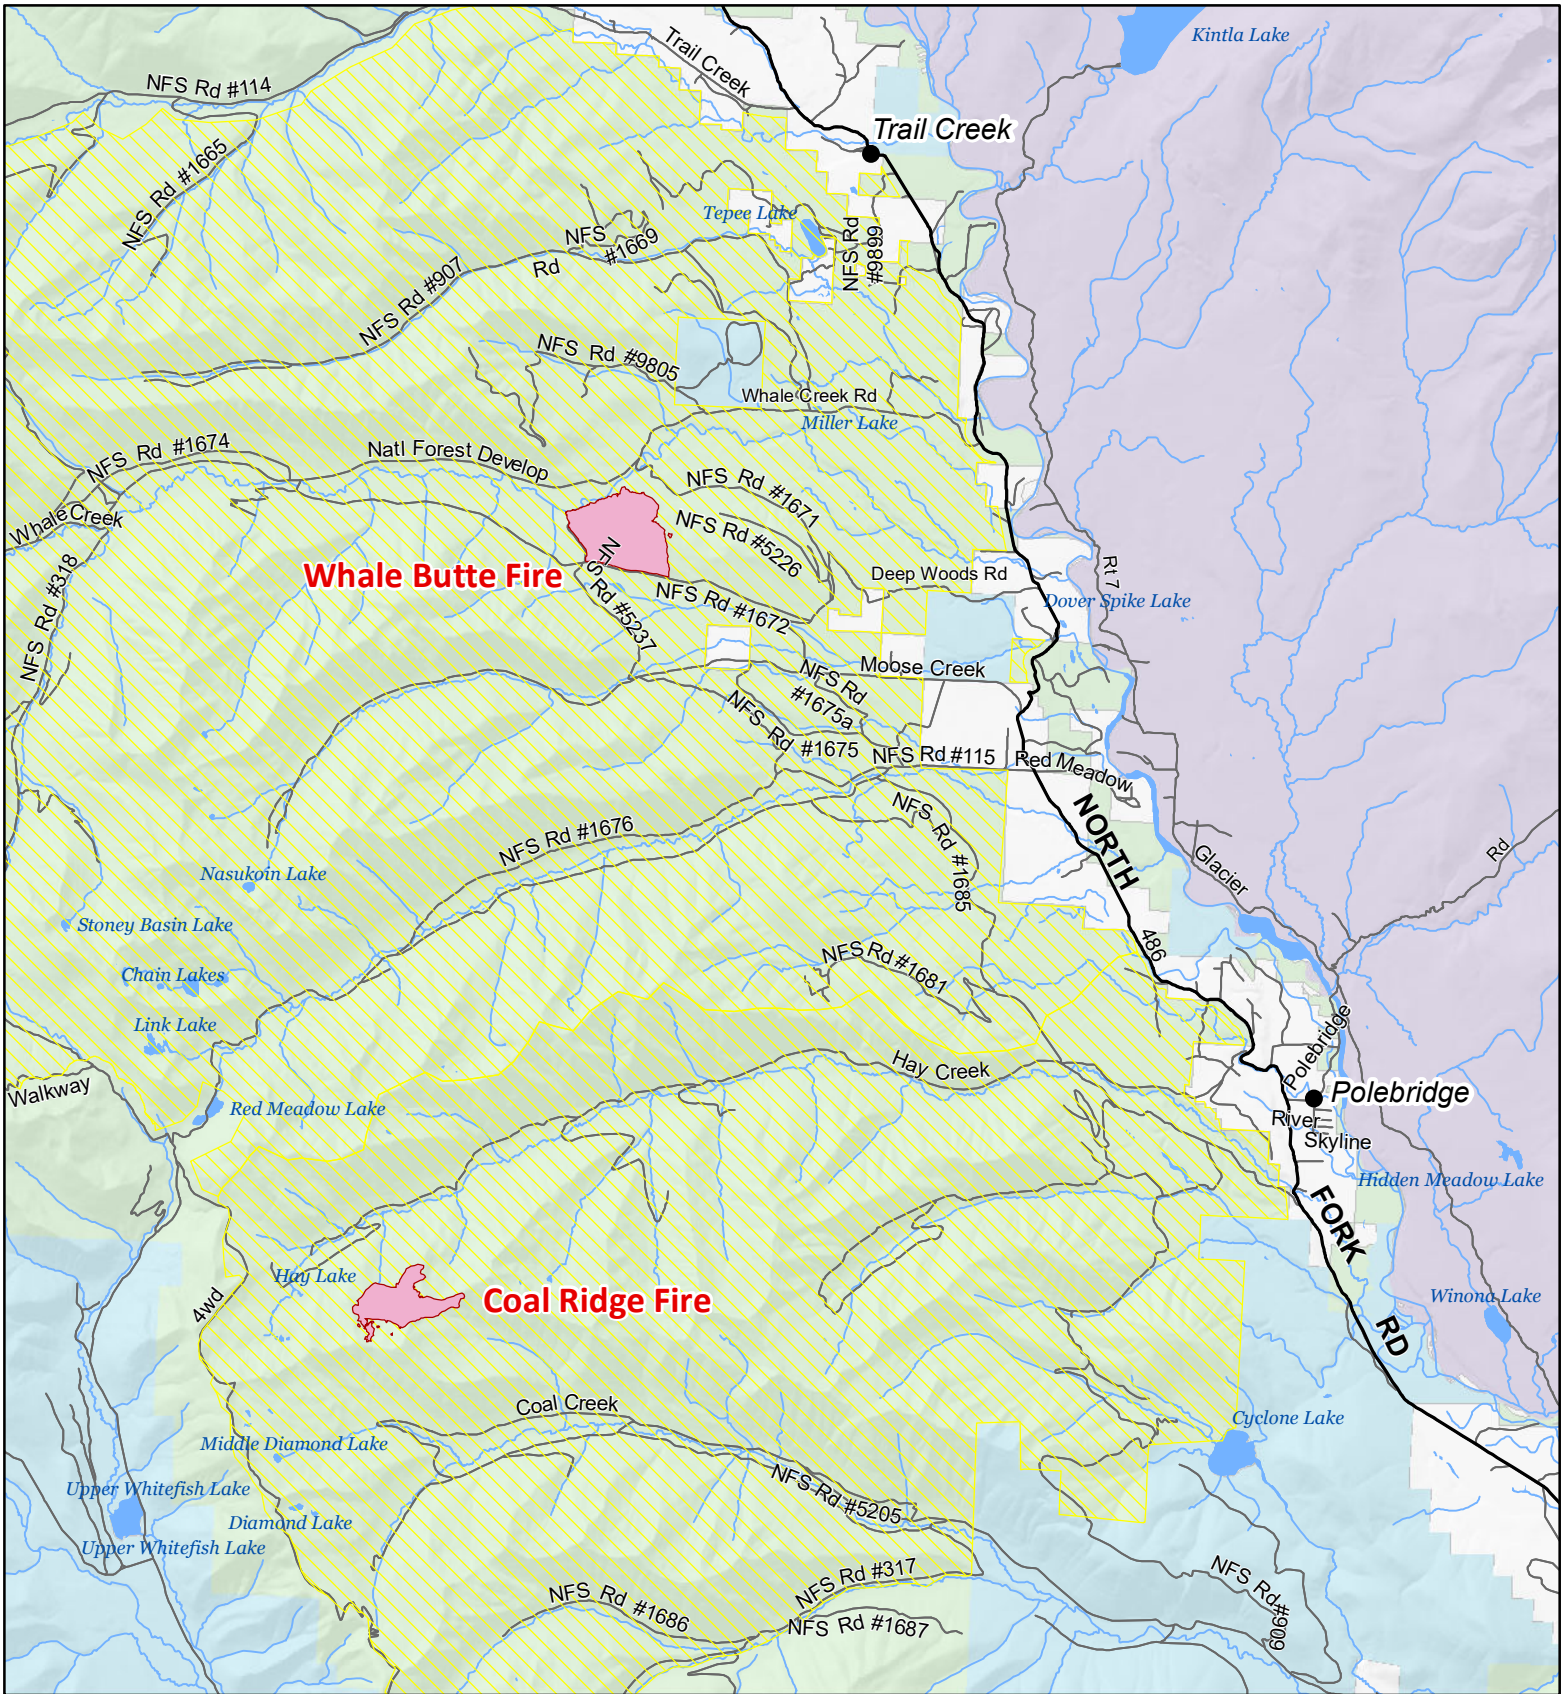 Kintla Lake
Trail Creek
NFS Rd #114
Trail Creek
NFS Rd #1665
Tepee Lake
NFS Rd #9899
NFS Rd #1669
NFS Rd #907
NFS Rd #9805
Whale Creek Rd
Miller Lake
NFS Rd #1674
Natl Forest Develop
NFS Rd #1671
Whale Creek
NFS Rd #5226
NFS Rd #318
Whale Butte Fire
Deep Woods Rd
Rt 7
NFS Rd #5237
NFS Rd #1672
Dover Spike Lake
Moose Creek
NFS Rd #1675a
NFS Rd #1675
NFS Rd #115
Red Meadow
NORTH
NFS Rd #1676
NFS Rd #1685
Glacier
Rd
Nasukoin Lake
Stoney Basin Lake
486
NFS Rd #1681
Chain Lakes
Link Lake
Polebridge
Hay Creek
Walkway
Polebridge
Red Meadow Lake
River
Skyline
Hidden Meadow Lake
FORK
Hay Lake
4wd
Coal Ridge Fire
Winona Lake
RD
Coal Creek
Cyclone Lake
Middle Diamond Lake
NFS Rd #5205
Upper Whitefish Lake
Diamond Lake
Upper Whitefish Lake
NFS Rd #317
NFS Rd #909
NFS Rd #1686
NFS Rd #1687